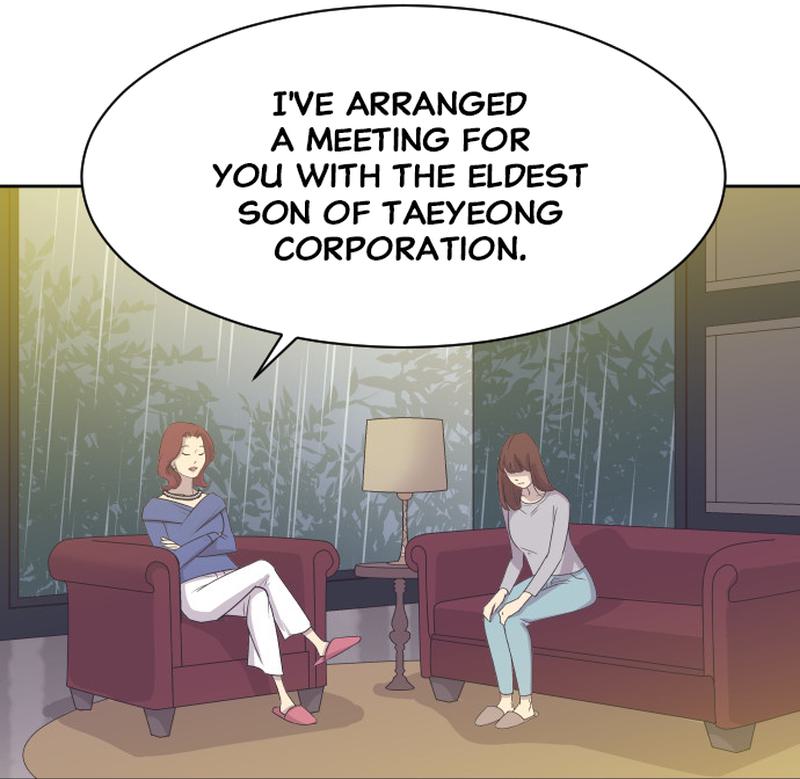 I'VE ARRANGED
A MEETING FOR
YOU WITH THE ELDEST
SON OF TAEYEONG
CORPORATION.